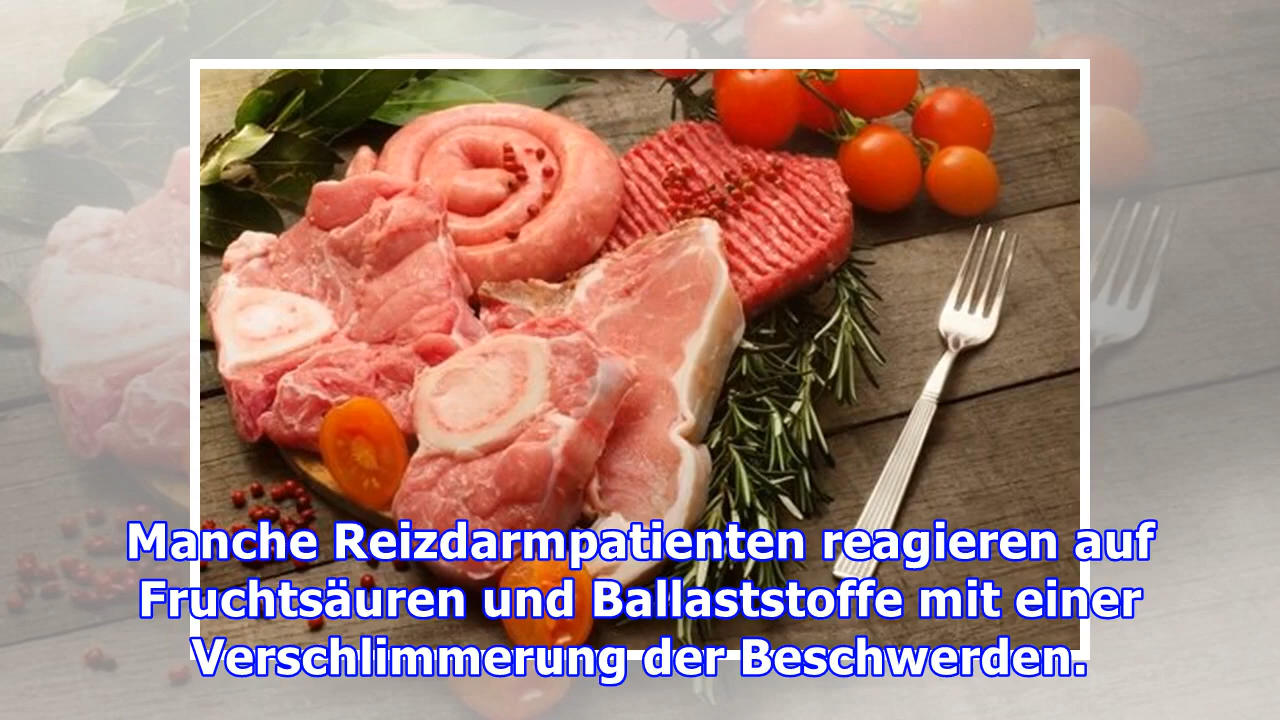 Manche Reizdarmpatienten reagieren auf
Fruchtsäuren und Ballaststoffe mit einer
Verschlimmerung der Beschwerden.